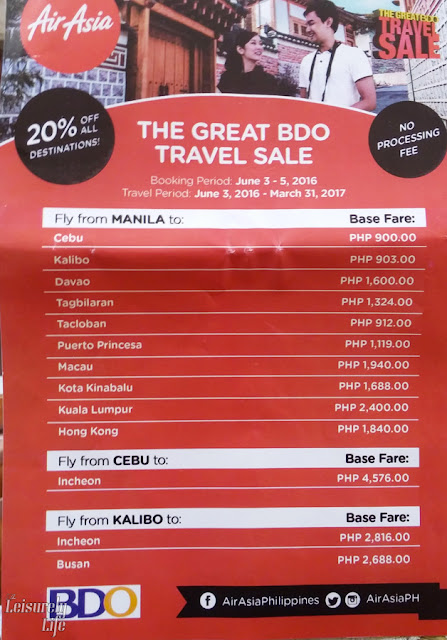 AirAsia
THE GREAT BDO
TRAVEL
SALE
20% OFF
ALL
DESTINATIONS!
NO
PROCESSING
FEE
THE GREAT BDO
TRAVEL SALE
Booking Period: June 3 - 5, 2016
Travel Period: June 3, 2016 - March 31, 2017
Fly from MANILA to: Base Fare:
Cebu PHP 900.00
Kalibo PHP 903.00
Davao PHP 1,600.00
Tagbilaran PHP 1,324.00
Tacloban PHP 912.00
Puerto Princesa PHP 1,119.00
Macau PHP 1,940.00
Kota Kinabalu PHP 1,688.00
Kuala Lumpur PHP 2,400.00
Hong Kong PHP 1,840.00
Fly from CEBU to: Base Fare:
Incheon PHP 4,576.00
Fly from KALIBO to: Base Fare:
Incheon PHP 2,816.00
Busan PHP 2,688.00
BDO
AirAsiaPhilippines AirAsiaPH
Leisurely
Life